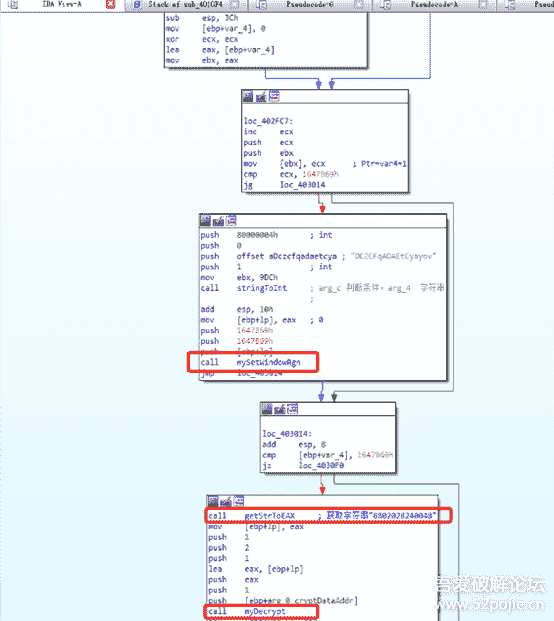 IDA View-A
Stack of sub_401074
Pseudocode-G
Pseudocode-A
Pseud
sub esp, 3Ch
mov [ebp+var_4], 0
xor ecx, ecx
lea eax, [ebp+var_4]
mov ebx, eax
loc_402FC7:
inc ecx
push ecx
push ebx
mov [ebx], ecx ; Ptr=var4=1
cmp ecx, 1647869h
jg loc_403014
push 80000004h ; int
push 0
push offset
push 1 ; int
mov ebx, 9DCh
call stringToInt ; arg_c 判断条件, arg_4 字符串
;
add esp, 10h
mov [ebp+lp], eax ; 0
push 1647869h
push 1647869h
push [ebp+lp]
call mySetWindowRgn
jmp loc_403014
loc_403014:
add esp, 8
cmp [ebp+var_4], 1647869h
jz loc_4030F0
call getStrToEAX ; 获取字符串
mov [ebp+lp], eax
push 1
push 2
push 1
lea eax, [ebp+lp]
push eax
push 1
push [ebp+arg_0_cryptDataAddr]
call myDecrypt
吾爱破解论坛
www.52pojie.cn